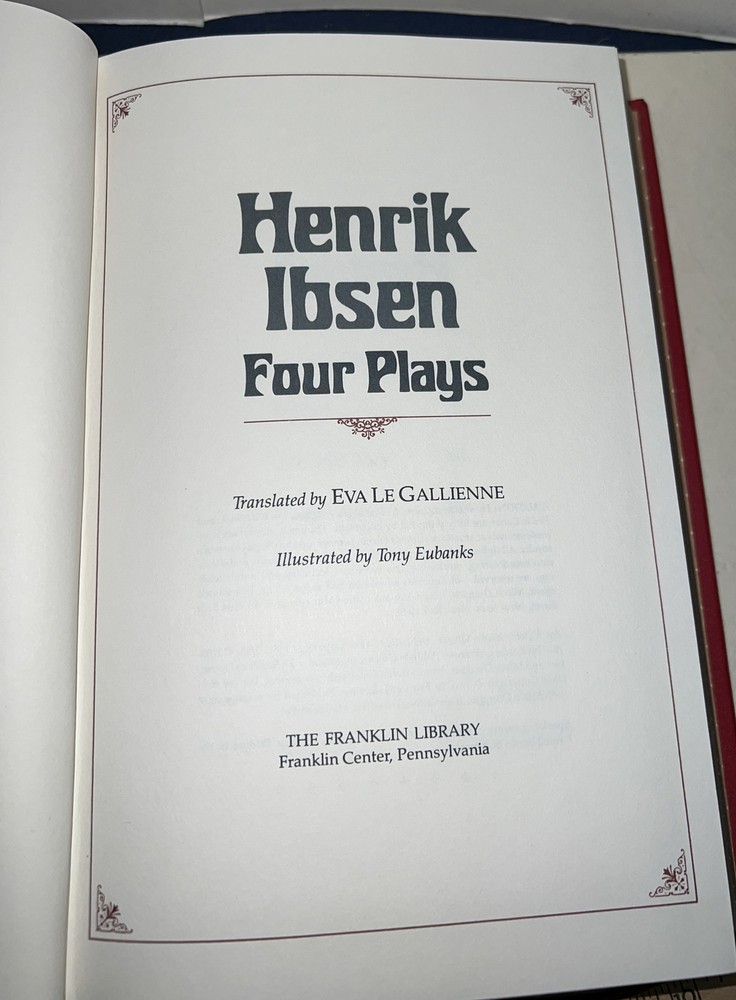 Henrik
Ibsen
Four Plays
Translated by EVA LE GALLIENNE
Illustrated by Tony Eubanks
THE FRANKLIN LIBRARY
Franklin Center, Pennsylvania